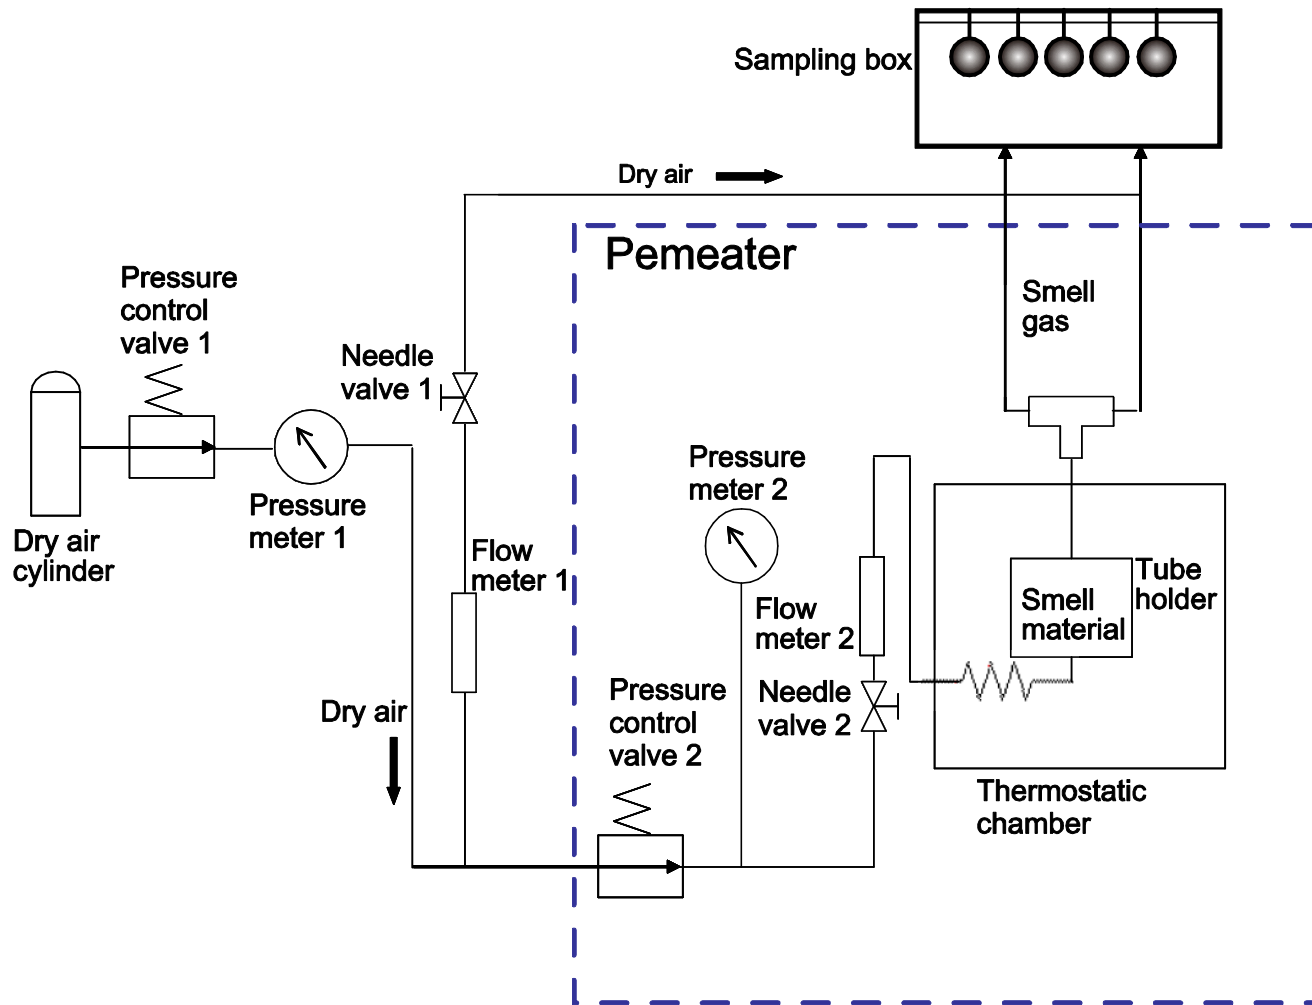 Sampling box
Dry air
Pemeater
Smell
gas
Pressure
control
valve 1
Needle
valve 1
Pressure
meter 1
Dry air
cylinder
Flow
meter 1
Pressure
meter 2
Flow
meter 2
Tube
holder
Smell
material
Dry air
Pressure
control
valve 2
Needle
valve 2
Thermostatic
chamber